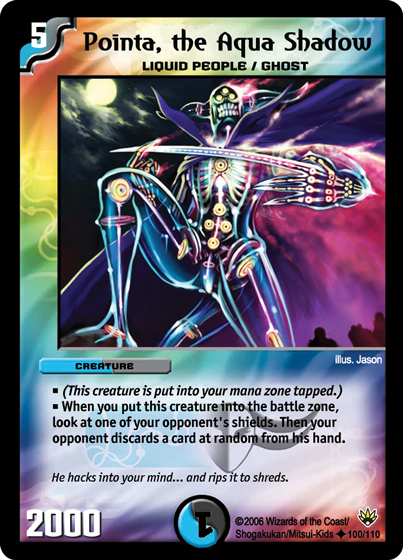 5
Pointa, the Aqua Shadow
LIQUID PEOPLE / GHOST
illus. Jason
CREATURE
▪ (This creature is put into your mana zone tapped.)
▪ When you put this creature into the battle zone,
look at one of your opponent's shields. Then your
opponent discards a card at random from his hand.
He hacks into your mind... and rips it to shreds.
2000
1
©2006 Wizards of the Coast/
Shogakukan/Mitsui-Kids ◆ 100/110